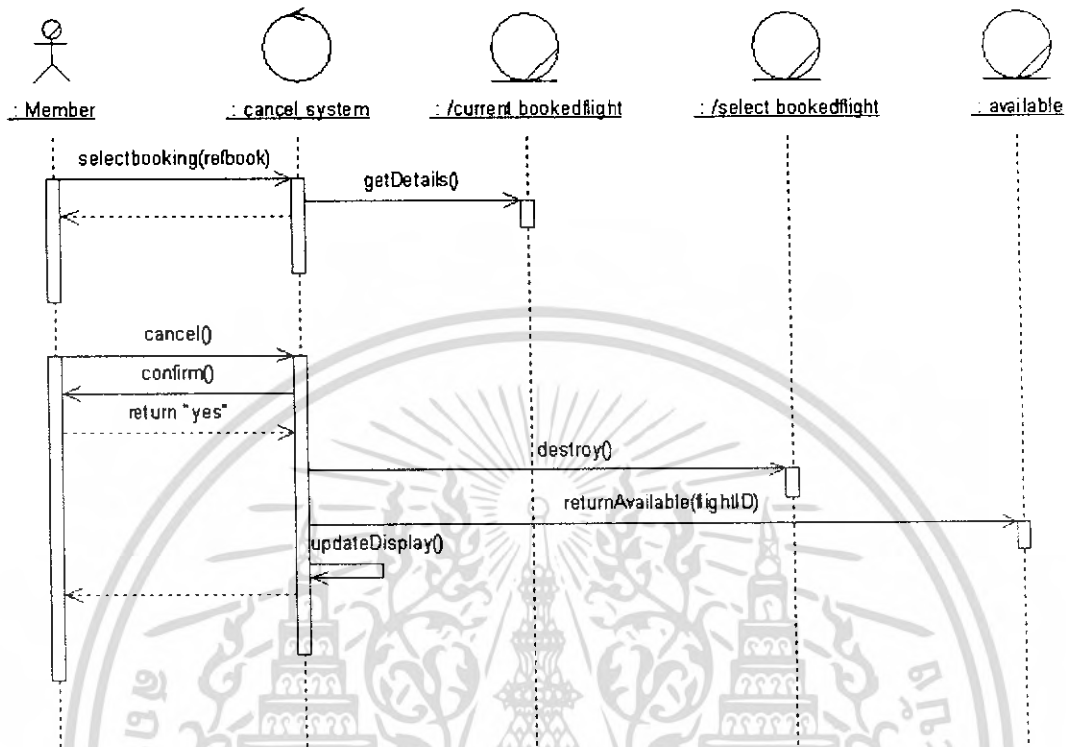 : Member
: cancel system
: /current bookedflight
: /select bookedflight
: available
selectbooking(refbook)
getDetails()
cancel()
confirm()
return "yes"
destroy()
returnAvailable(flightID)
updateDisplay()